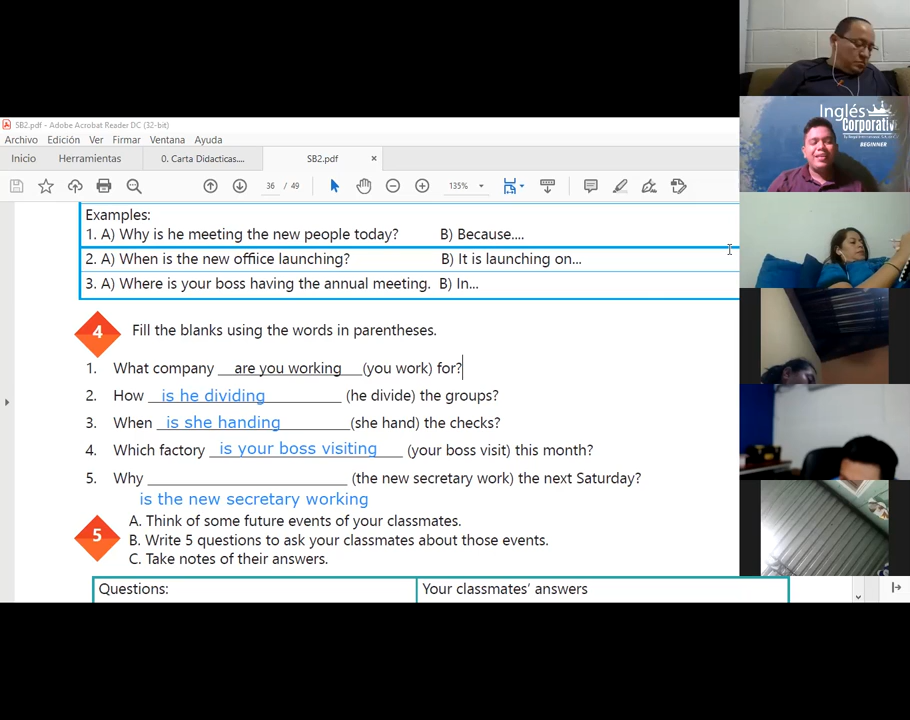 SB2.pdf - Adobe Acrobat Reader DC (32-bit)
Archivo Edición Ver Firmar Ventana Ayuda
Inicio Herramientas 0. Carta Didacticas.... SB2.pdf ×
36 / 49 135%
Examples:
1. A) Why is he meeting the new people today? B) Because....
2. A) When is the new office launching? B) It is launching on...
3. A) Where is your boss having the annual meeting. B) In...
4 Fill the blanks using the words in parentheses.
1. What company __are you working___(you work) for?
2. How is he dividing (he divide) the groups?
3. When is she handing (she hand) the checks?
4. Which factory is your boss visiting (your boss visit) this month?
5. Why ____________________ (the new secretary work) the next Saturday?
is the new secretary working
5 A. Think of some future events of your classmates.
B. Write 5 questions to ask your classmates about those events.
C. Take notes of their answers.
Questions: Your classmates' answers
Inglés
Corporativ
BEGINNER